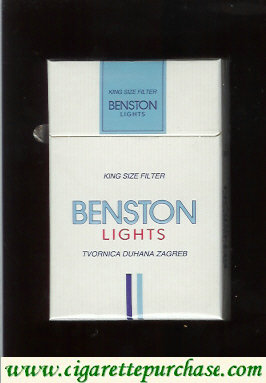 KING SIZE FILTER
BENSTON
LIGHTS
KING SIZE FILTER
BENSTON
LIGHTS
TVORNICA DUHANA ZAGREB
www.cigarettepurchase.com